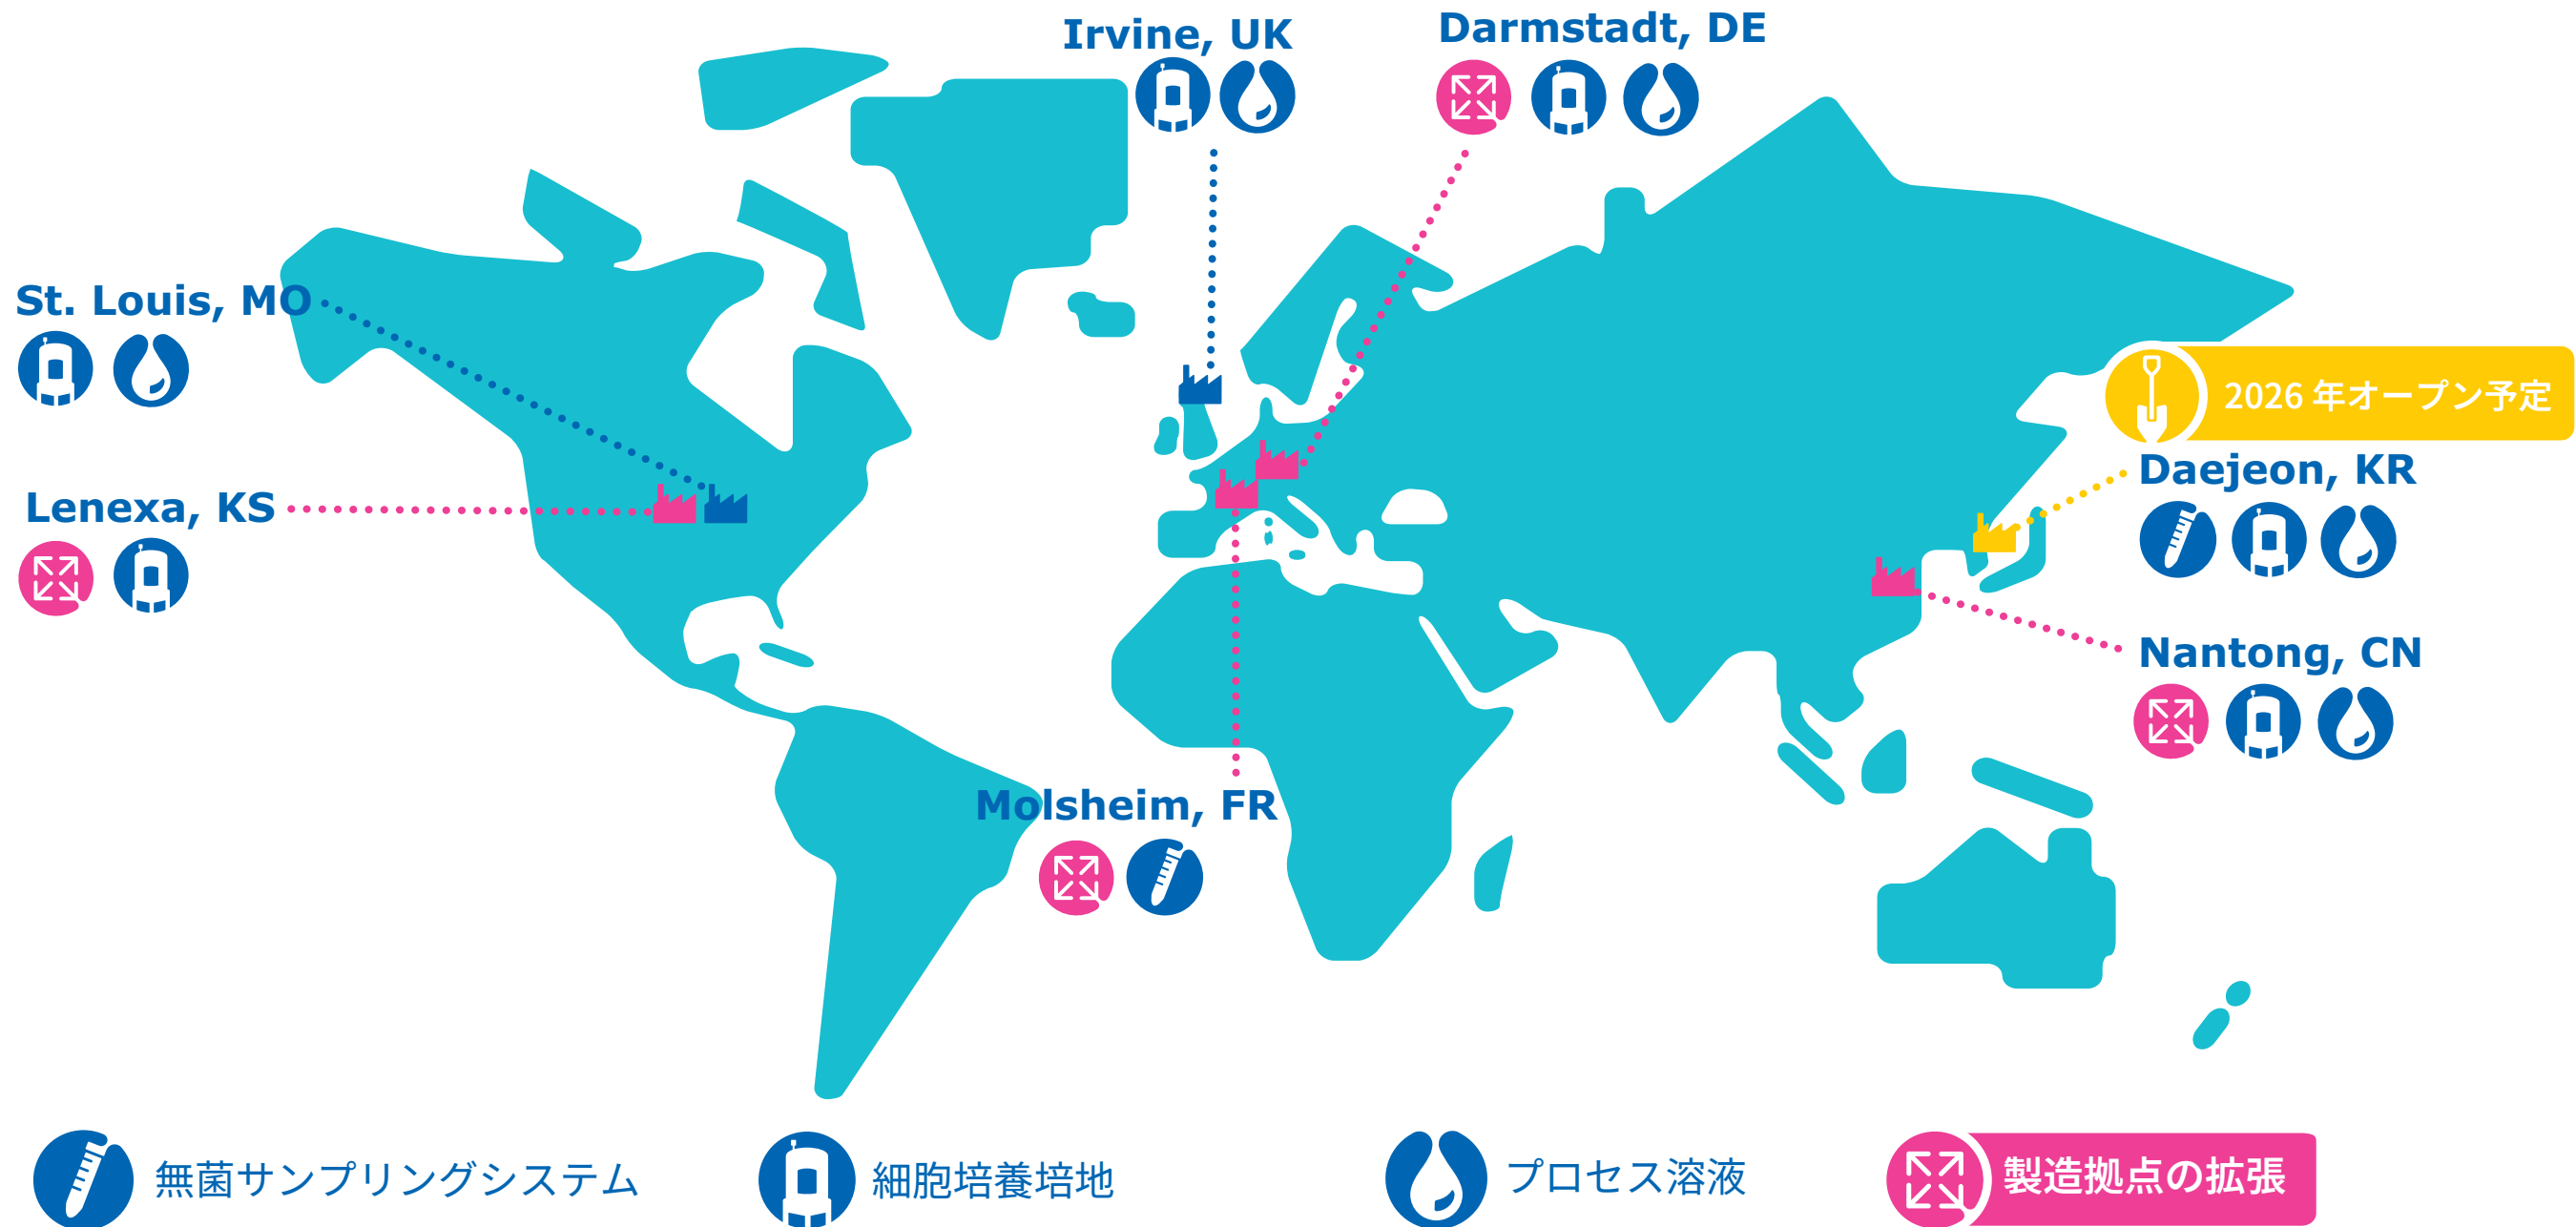 Irvine, UK
Darmstadt, DE
St. Louis, MO
2026 年オープン予定
Daejeon, KR
Lenexa, KS
Nantong, CN
Molsheim, FR
無菌サンプリングシステム
細胞培養培地
プロセス溶液
製造拠点の拡張